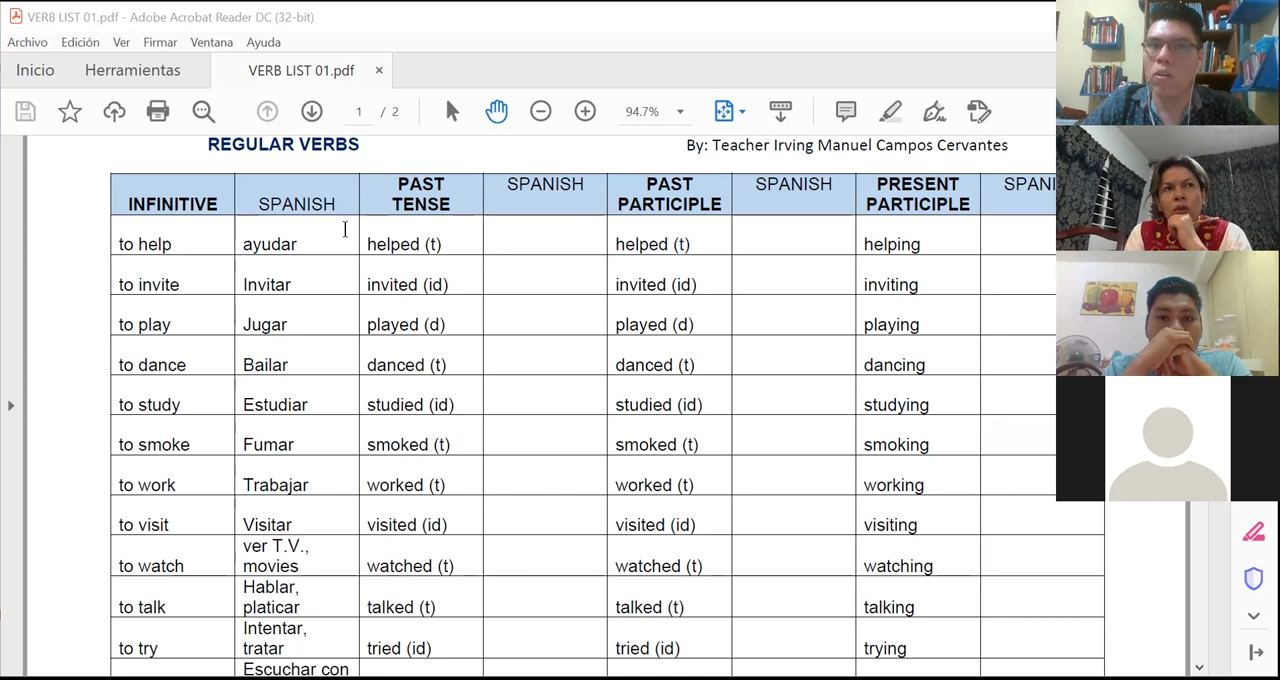 VERB LIST 01.pdf - Adobe Acrobat Reader DC (32-bit)
Archivo Edición Ver Firmar Ventana Ayuda
Inicio Herramientas VERB LIST 01.pdf ×
1 / 2 94.7%
REGULAR VERBS By: Teacher Irving Manuel Campos Cervantes
INFINITIVE SPANISH PAST TENSE SPANISH PAST PARTICIPLE SPANISH PRESENT PARTICIPLE SPANI
to help ayudar helped (t) helped (t) helping
to invite Invitar invited (id) invited (id) inviting
to play Jugar played (d) played (d) playing
to dance Bailar danced (t) danced (t) dancing
to study Estudiar studied (id) studied (id) studying
to smoke Fumar smoked (t) smoked (t) smoking
to work Trabajar worked (t) worked (t) working
to visit Visitar visited (id) visited (id) visiting
to watch ver T.V., movies watched (t) watched (t) watching
to talk Hablar, platicar talked (t) talked (t) talking
to try Intentar, tratar tried (id) tried (id) trying
Escuchar con